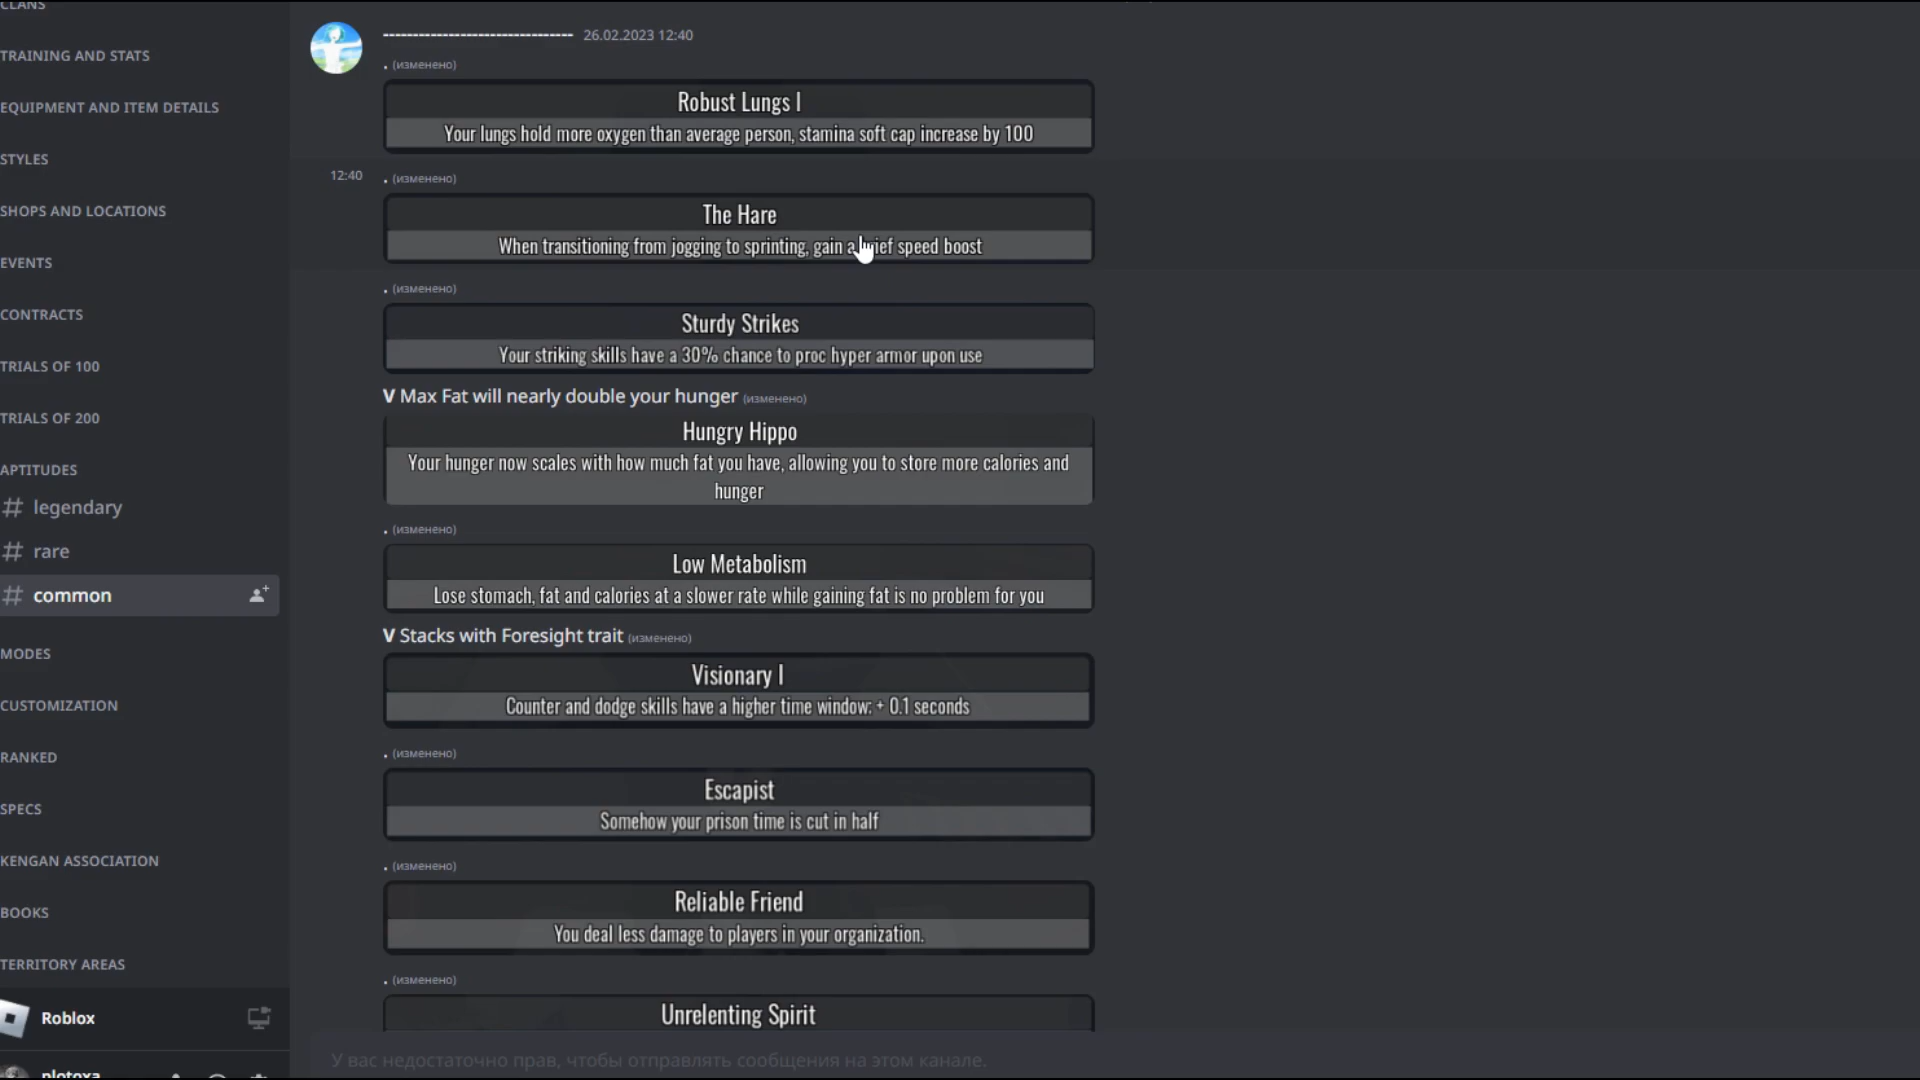 CLANS
TRAINING AND STATS
EQUIPMENT AND ITEM DETAILS
STYLES
SHOPS AND LOCATIONS
EVENTS
CONTRACTS
TRIALS OF 100
TRIALS OF 200
APTITUDES
# legendary
# rare
# common
MODES
CUSTOMIZATION
RANKED
SPECS
KENGAN ASSOCIATION
BOOKS
TERRITORY AREAS
Roblox
plotoxa
-------------------------------- 26.02.2023 12:40
. (изменено)
Robust Lungs I
Your lungs hold more oxygen than average person, stamina soft cap increase by 100
12:40 . (изменено)
The Hare
When transitioning from jogging to sprinting, gain a brief speed boost
. (изменено)
Sturdy Strikes
Your striking skills have a 30% chance to proc hyper armor upon use
V Max Fat will nearly double your hunger (изменено)
Hungry Hippo
Your hunger now scales with how much fat you have, allowing you to store more calories and
hunger
. (изменено)
Low Metabolism
Lose stomach, fat and calories at a slower rate while gaining fat is no problem for you
V Stacks with Foresight trait (изменено)
Visionary I
Counter and dodge skills have a higher time window: + 0.1 seconds
. (изменено)
Escapist
Somehow your prison time is cut in half
. (изменено)
Reliable Friend
You deal less damage to players in your organization.
. (изменено)
Unrelenting Spirit
У вас недостаточно прав, чтобы отправлять сообщения на этом канале.